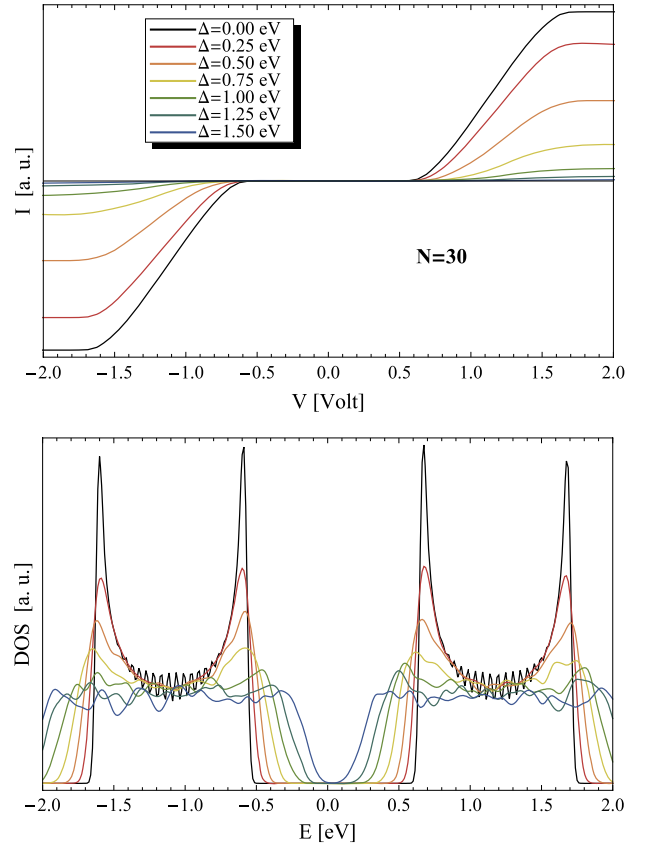 Δ=0.00 eV
Δ=0.25 eV
Δ=0.50 eV
Δ=0.75 eV
Δ=1.00 eV
Δ=1.25 eV
Δ=1.50 eV
I [a. u.]
N=30
−2.0 −1.5 −1.0 −0.5 0.0 0.5 1.0 1.5 2.0
V [Volt]
DOS [a. u.]
−2.0 −1.5 −1.0 −0.5 0.0 0.5 1.0 1.5 2.0
E [eV]